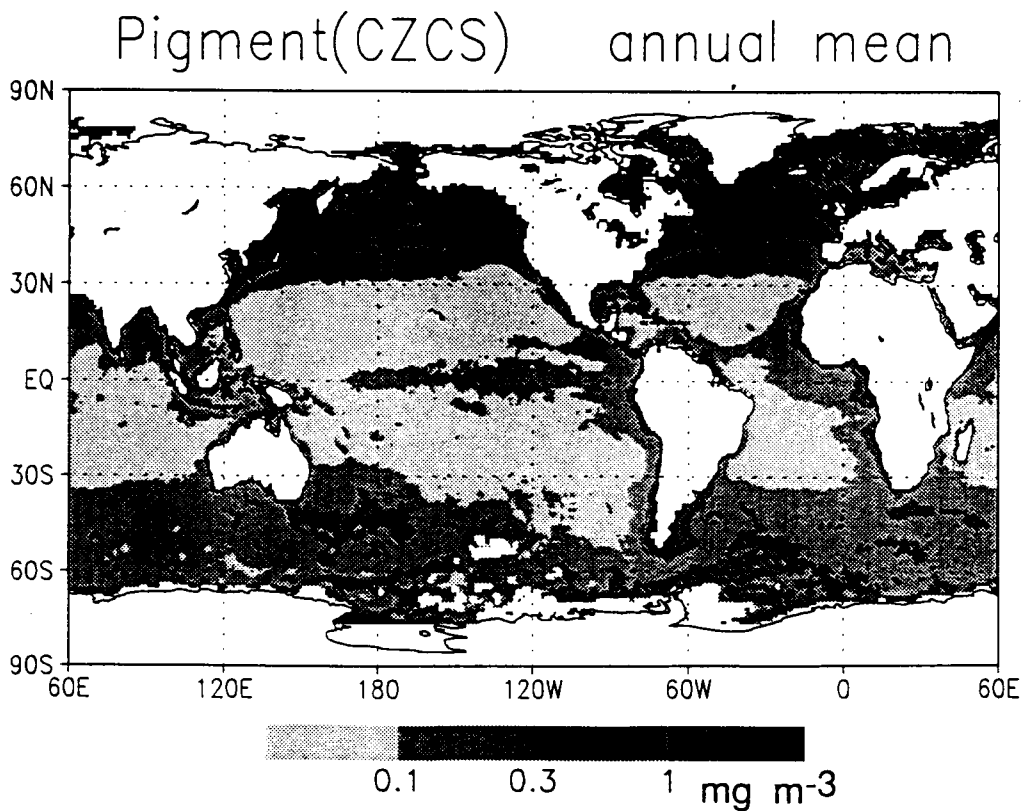 Pigment(CZCS) annual mean
90N
60N
30N
EQ
30S
60S
90S
60E 120E 180 120W 60W 0 60E
0.1 0.3 1 mg m-3